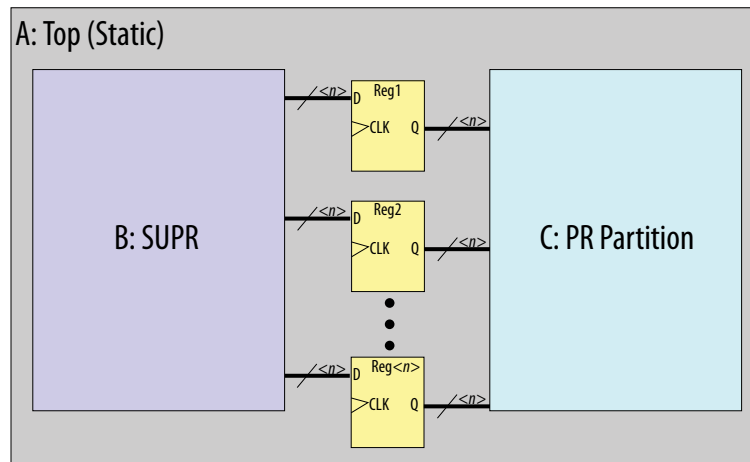 A: Top (Static)
B: SUPR
<n>
D
Reg1
CLK
Q
<n>
<n>
D
Reg2
CLK
Q
<n>
<n>
D
Reg<n>
CLK
Q
<n>
C: PR Partition